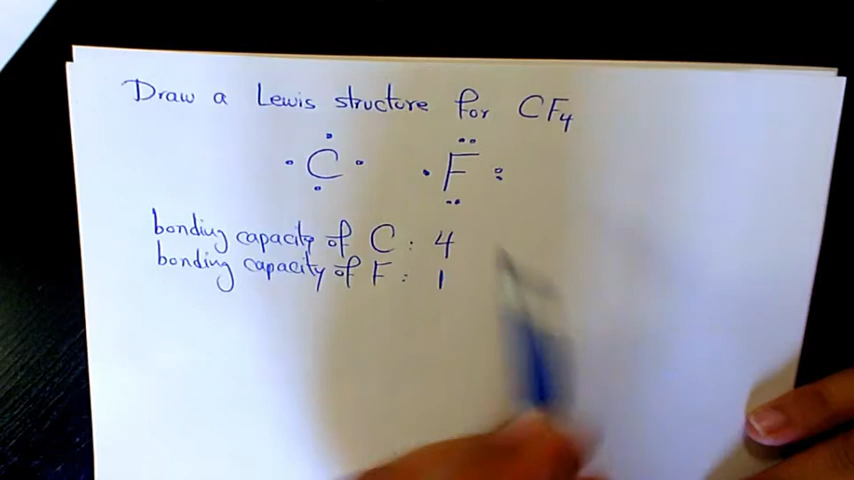 Draw a Lewis structure for CF₄
C F
bonding capacity of C : 4
bonding capacity of F : 1